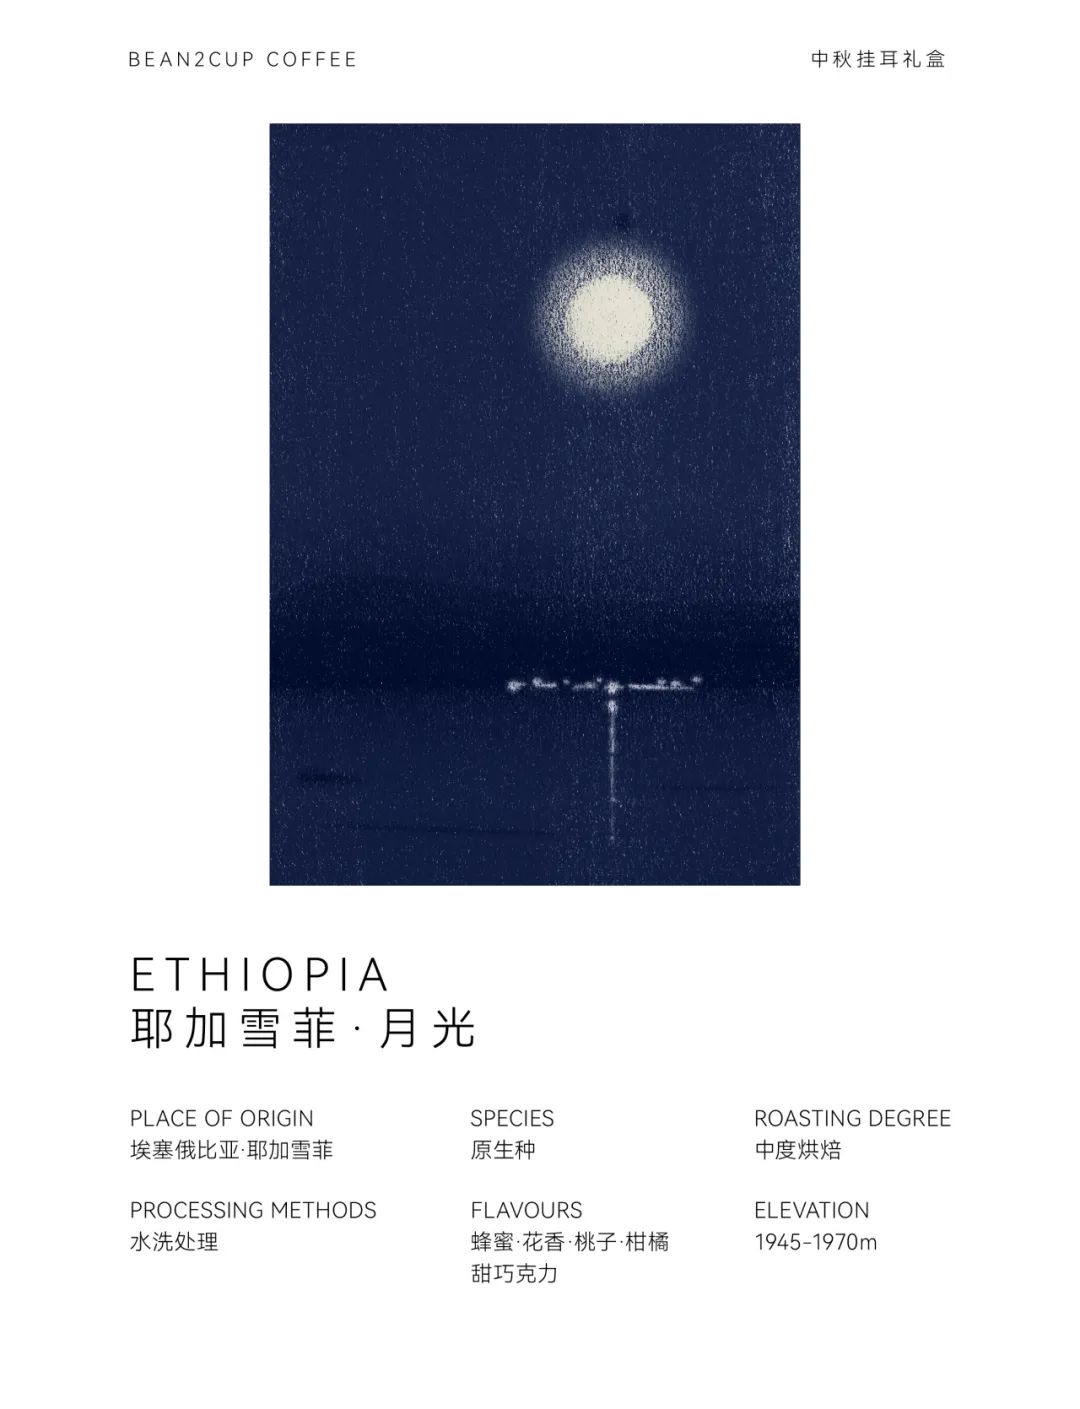 BEAN2CUP COFFEE
中秋挂耳礼盒
ETHIOPIA
耶加雪菲·月光
PLACE OF ORIGIN
埃塞俄比亚·耶加雪菲
SPECIES
原生种
ROASTING DEGREE
中度烘焙
PROCESSING METHODS
水洗处理
FLAVOURS
蜂蜜·花香·桃子·柑橘
甜巧克力
ELEVATION
1945-1970m